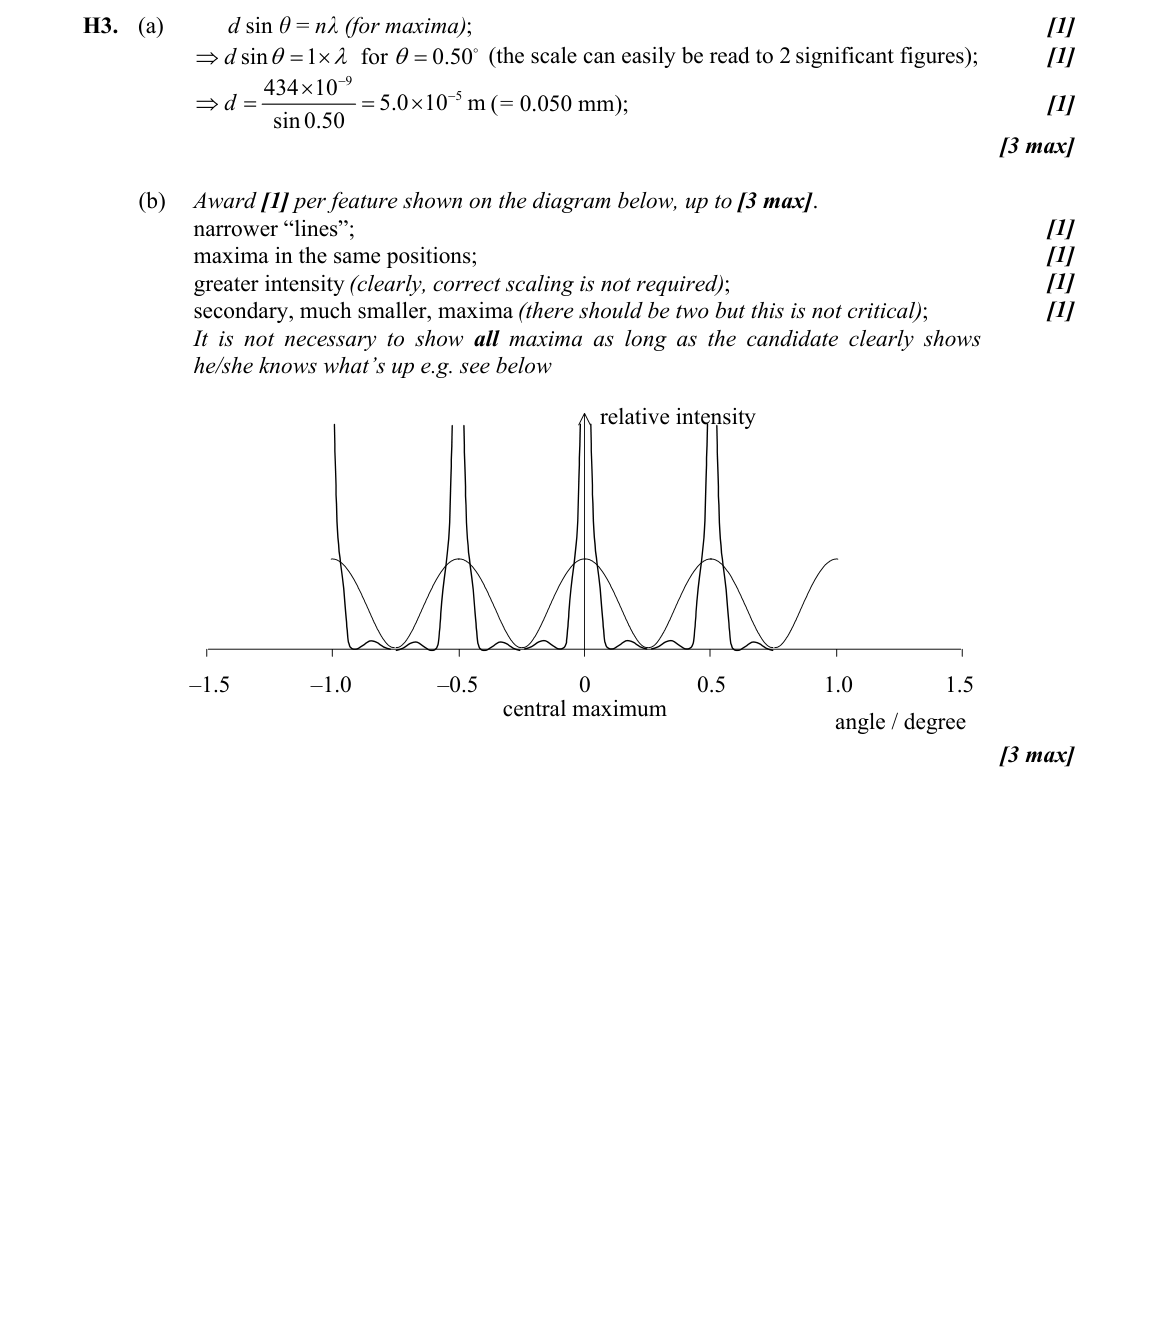 H3. (a) d sin θ = nλ (for maxima); [1]
⇒ d sin θ = 1× λ for θ = 0.50° (the scale can easily be read to 2 significant figures); [1]
⇒ d = 434×10⁻⁹ / sin 0.50 = 5.0×10⁻⁵ m (= 0.050 mm); [1]
[3 max]
(b) Award [1] per feature shown on the diagram below, up to [3 max].
narrower “lines”; [1]
maxima in the same positions; [1]
greater intensity (clearly, correct scaling is not required); [1]
secondary, much smaller, maxima (there should be two but this is not critical); [1]
It is not necessary to show all maxima as long as the candidate clearly shows
he/she knows what’s up e.g. see below
relative intensity
–1.5 –1.0 –0.5 0 0.5 1.0 1.5
central maximum
angle / degree
[3 max]